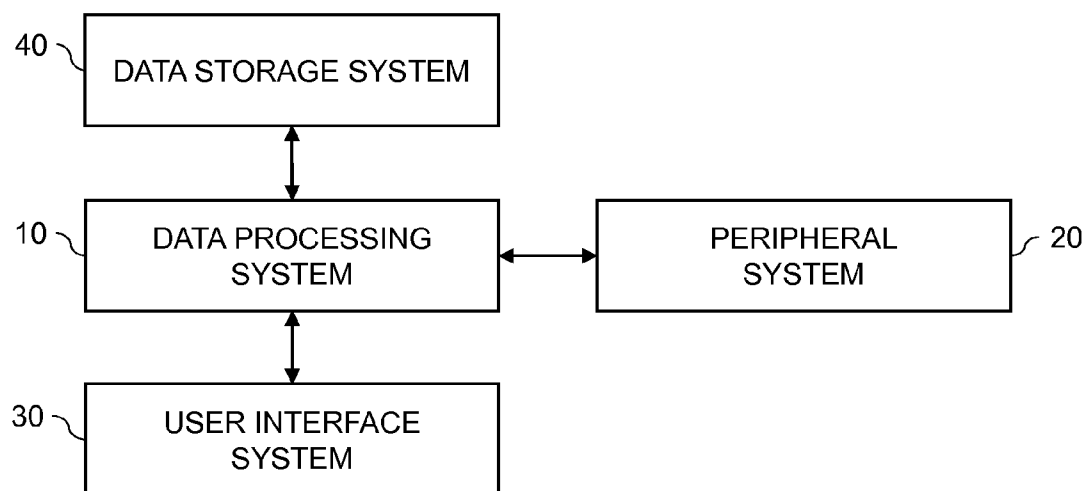 40
DATA STORAGE SYSTEM
10
DATA PROCESSING
SYSTEM
PERIPHERAL
SYSTEM
20
30
USER INTERFACE
SYSTEM